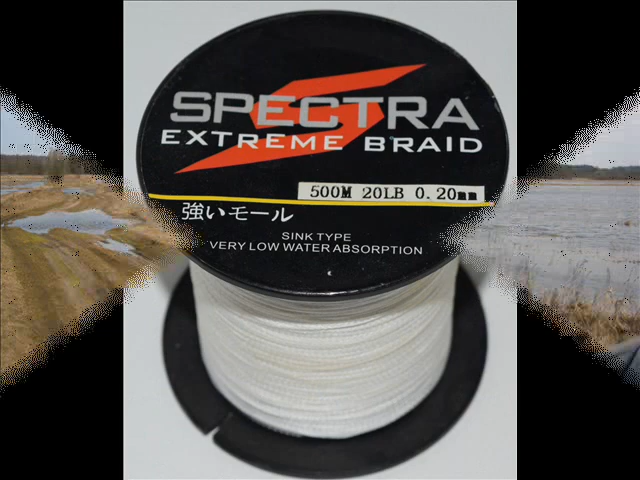 SPECTRA
EXTREME BRAID
500M 20LB 0.20mm
強いモール
SINK TYPE
VERY LOW WATER ABSORPTION